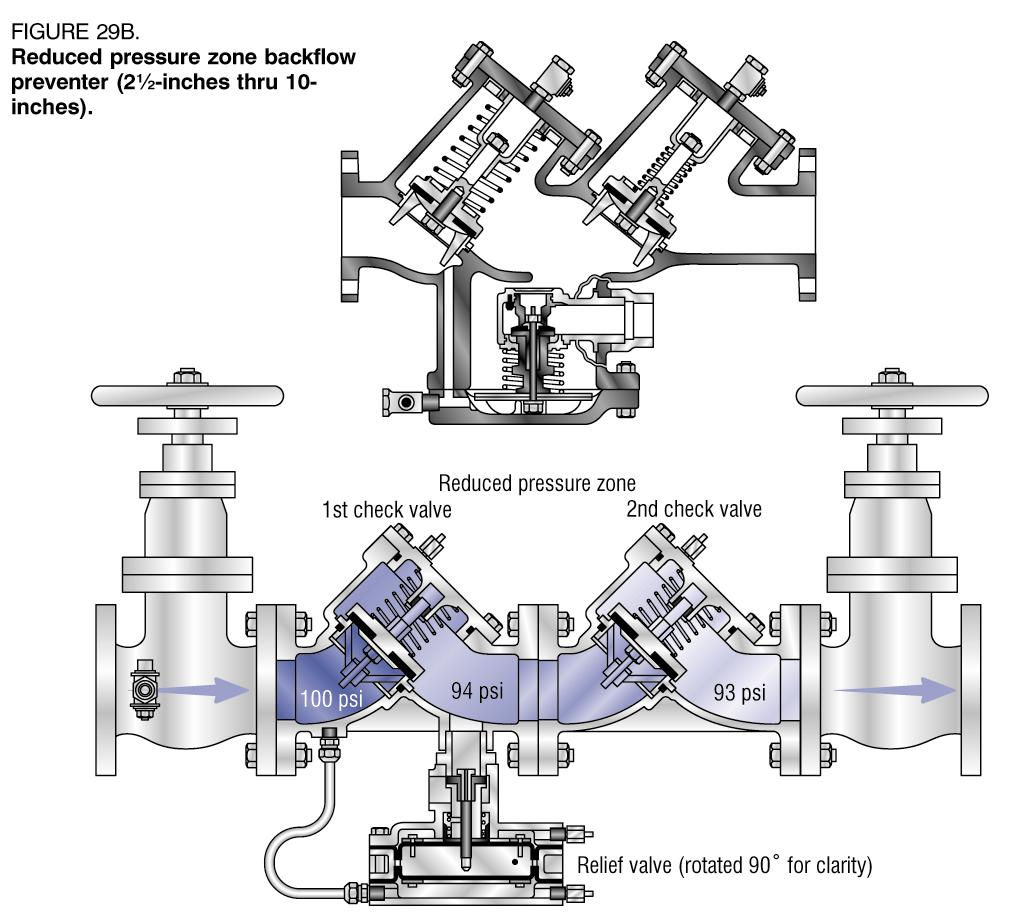 FIGURE 29B.
Reduced pressure zone backflow
preventer (2½-inches thru 10-
inches).
Reduced pressure zone
1st check valve
2nd check valve
100 psi
94 psi
93 psi
Relief valve (rotated 90˚ for clarity)